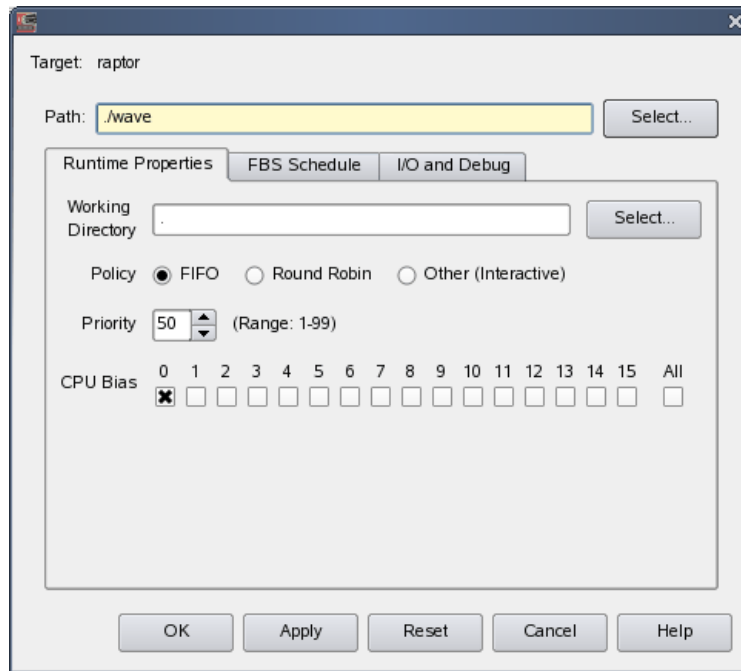 Target: raptor
Path: ./wave Select...
Runtime Properties FBS Schedule I/O and Debug
Working
Directory . Select...
Policy FIFO Round Robin Other (Interactive)
Priority 50 (Range: 1-99)
0 1 2 3 4 5 6 7 8 9 10 11 12 13 14 15 All
CPU Bias
OK Apply Reset Cancel Help